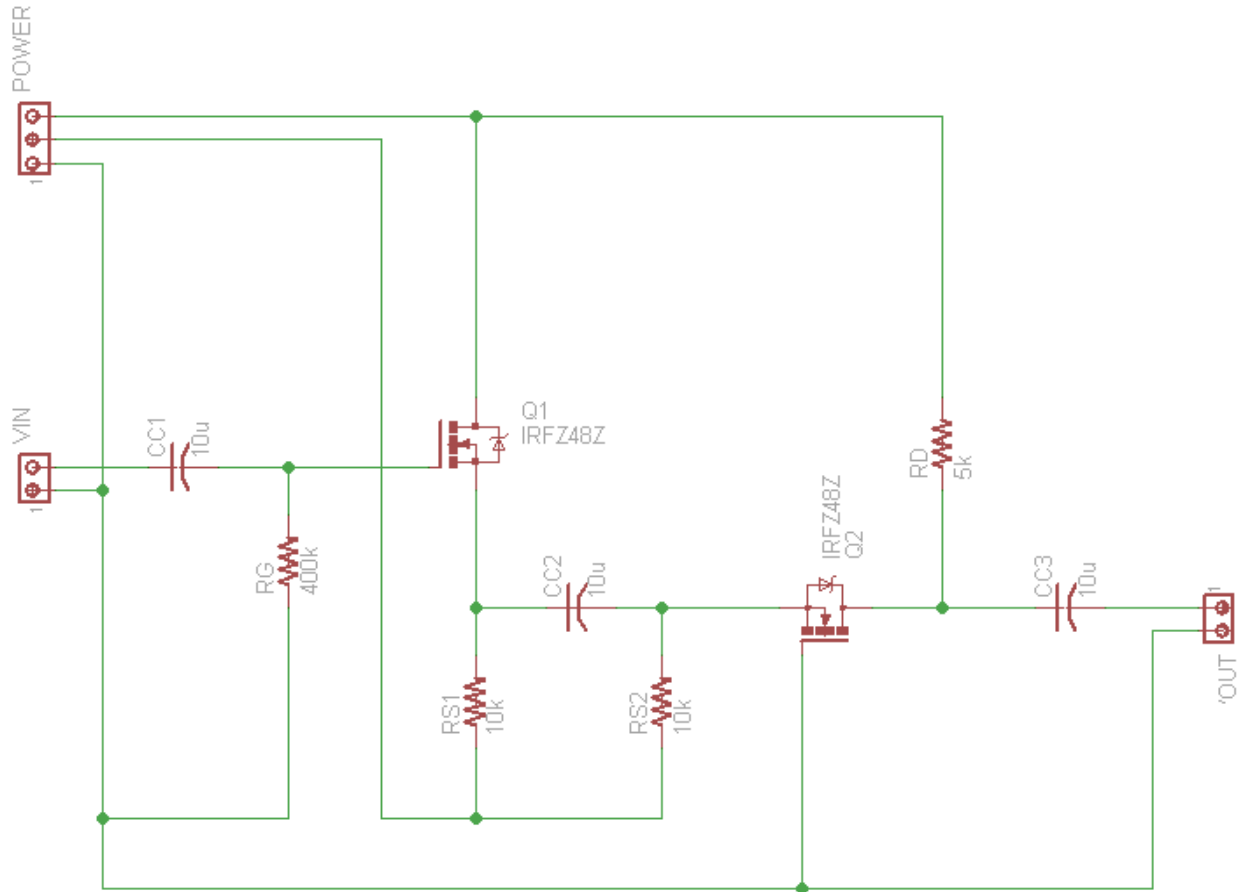 POWER
1
VIN
1
CC1
10u
RG
400k
Q1
IRFZ48Z
RS1
10k
CC2
10u
RS2
10k
IRFZ48Z
Q2
RD
5k
CC3
10u
1
'OUT